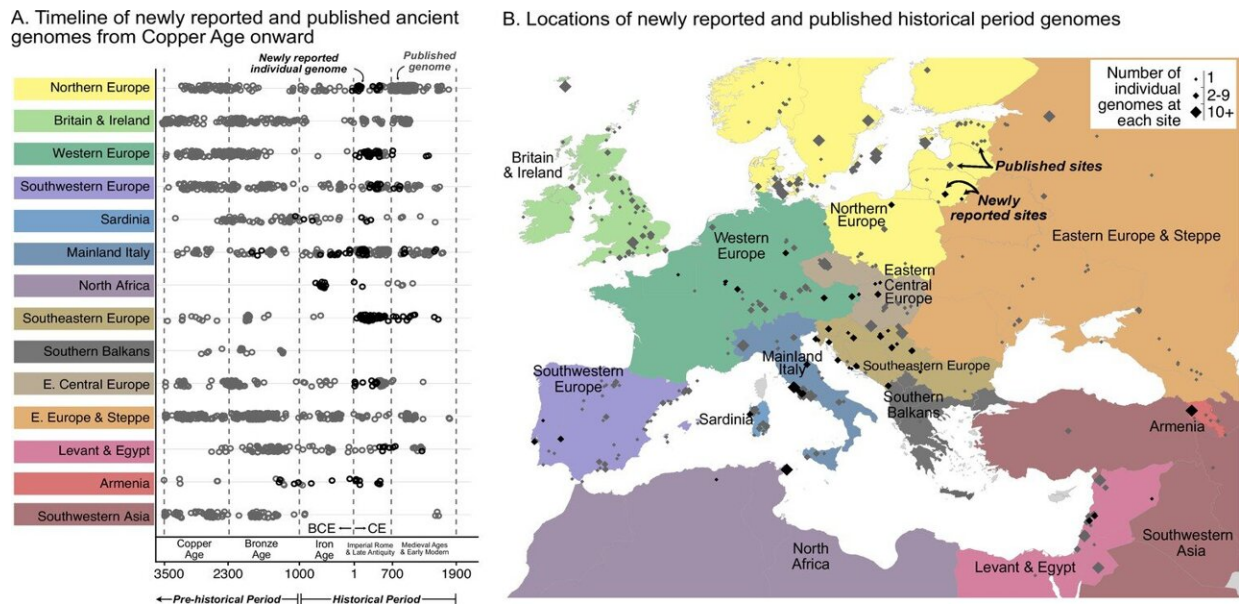 A. Timeline of newly reported and published ancient
genomes from Copper Age onward
Newly reported
individual genome
Published
genome
Northern Europe
Britain & Ireland
Western Europe
Southwestern Europe
Sardinia
Mainland Italy
North Africa
Southeastern Europe
Southern Balkans
E. Central Europe
E. Europe & Steppe
Levant & Egypt
Armenia
Southwestern Asia
BCE
CE
Copper
Age
Bronze
Age
Iron
Age
Imperial Rome
& Late Antiquity
Medieval Ages
& Early Modern
3500 2300 1000 1 700 1900
Pre-historical Period
Historical Period
B. Locations of newly reported and published historical period genomes
Number of
individual
genomes at
each site
1
2-9
10+
Britain
& Ireland
Published sites
Newly
reported sites
Northern
Europe
Western
Europe
Eastern Europe & Steppe
Eastern
Central
Europe
Mainland
Italy
Southeastern Europe
Southwestern
Europe
Southern
Balkans
Sardinia
Armenia
North
Africa
Levant & Egypt
Southwestern
Asia